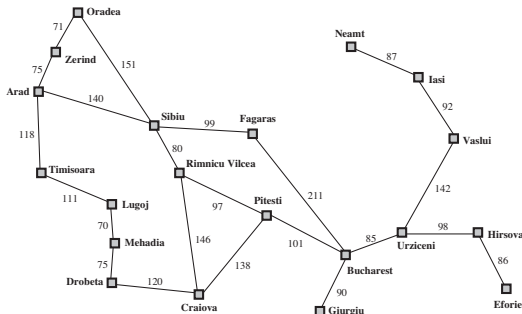 Oradea
71
Neamt
Zerind
87
151
75
Iasi
Arad
140
92
Sibiu
Fagaras
99
118
Vaslui
80
Rimnicu Vilcea
Timisoara
142
111
211
Lugoj
97
Pitesti
70
98
Hirsova
85
146
101
Urziceni
Mehadia
138
86
75
Bucharest
120
Drobeta
90
Eforie
Craiova
Giurgiu